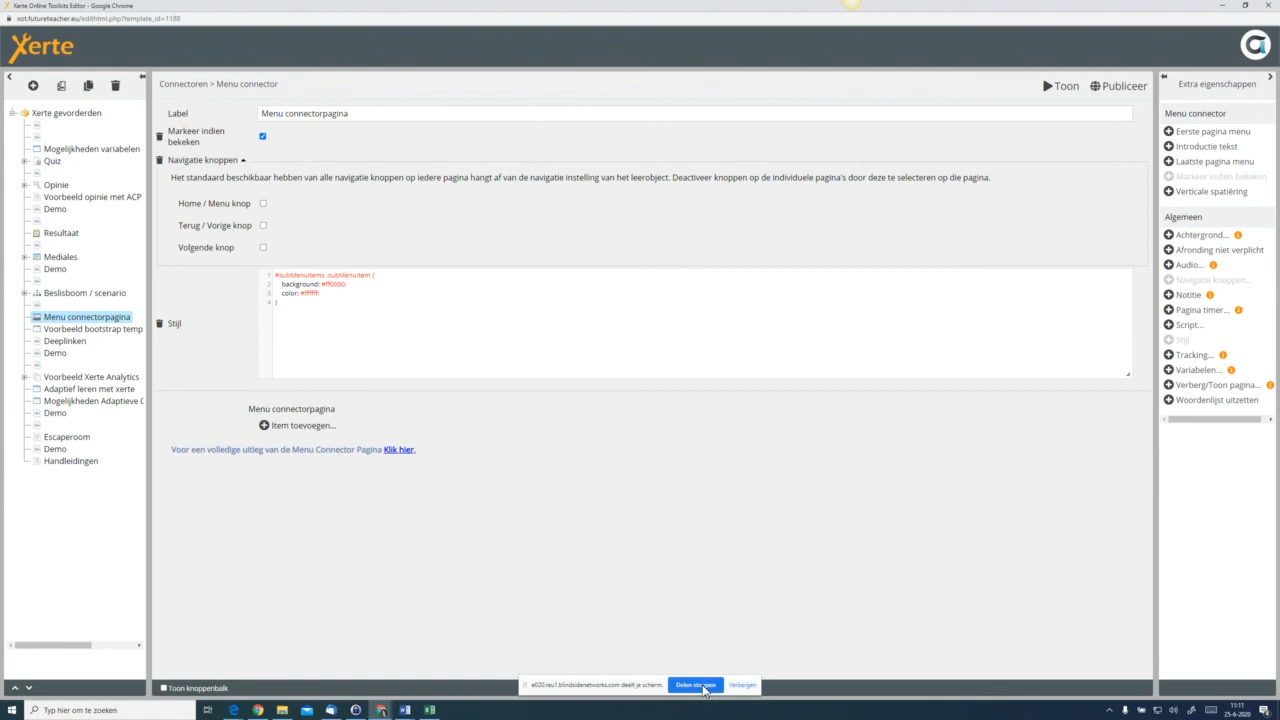 Xerte Online Toolkits Editor - Google Chrome
xot.futureteacher.eu/edithtml.php?template_id=1188
Xerte
Connectoren > Menu connector
Toon
Publiceer
Extra eigenschappen
Xerte gevorderden
Mogelijkheden variabelen
Quiz
Opinie
Voorbeeld opinie met ACP
Demo
Resultaat
Mediales
Demo
Beslisboom / scenario
Menu connectorpagina
Voorbeeld bootstrap temp
Deeplinken
Demo
Voorbeeld Xerte Analytics
Adaptief leren met xerte
Mogelijkheden Adaptieve C
Demo
Escaperoom
Demo
Handleidingen
Label
Menu connectorpagina
Markeer indien
bekeken
Navigatie knoppen
Het standaard beschikbaar hebben van alle navigatie knoppen op iedere pagina hangt af van de navigatie instelling van het leerobject. Deactiveer knoppen op de individuele pagina's door deze te selecteren op die pagina.
Home / Menu knop
Terug / Vorige knop
Volgende knop
Stijl
1 #subMenuItems .subMenuItem {
2 background: #ff0000;
3 color: #ffffff;
4 }
Menu connectorpagina
Item toevoegen...
Voor een volledige uitleg van de Menu Connector Pagina Klik hier.
Menu connector
Eerste pagina menu
Introductie tekst
Laatste pagina menu
Markeer indien bekeken
Verticale spatiëring
Algemeen
Achtergrond...
Afronding niet verplicht
Audio...
Navigatie knoppen...
Notitie
Pagina timer...
Script...
Stijl
Tracking...
Variabelen...
Verberg/Toon pagina...
Woordenlijst uitzetten
Toon knoppenbalk
e020.reu1.blindsidenetworks.com deelt je scherm.
Delen stoppen
Verbergen
Typ hier om te zoeken
11:11
25-6-2020